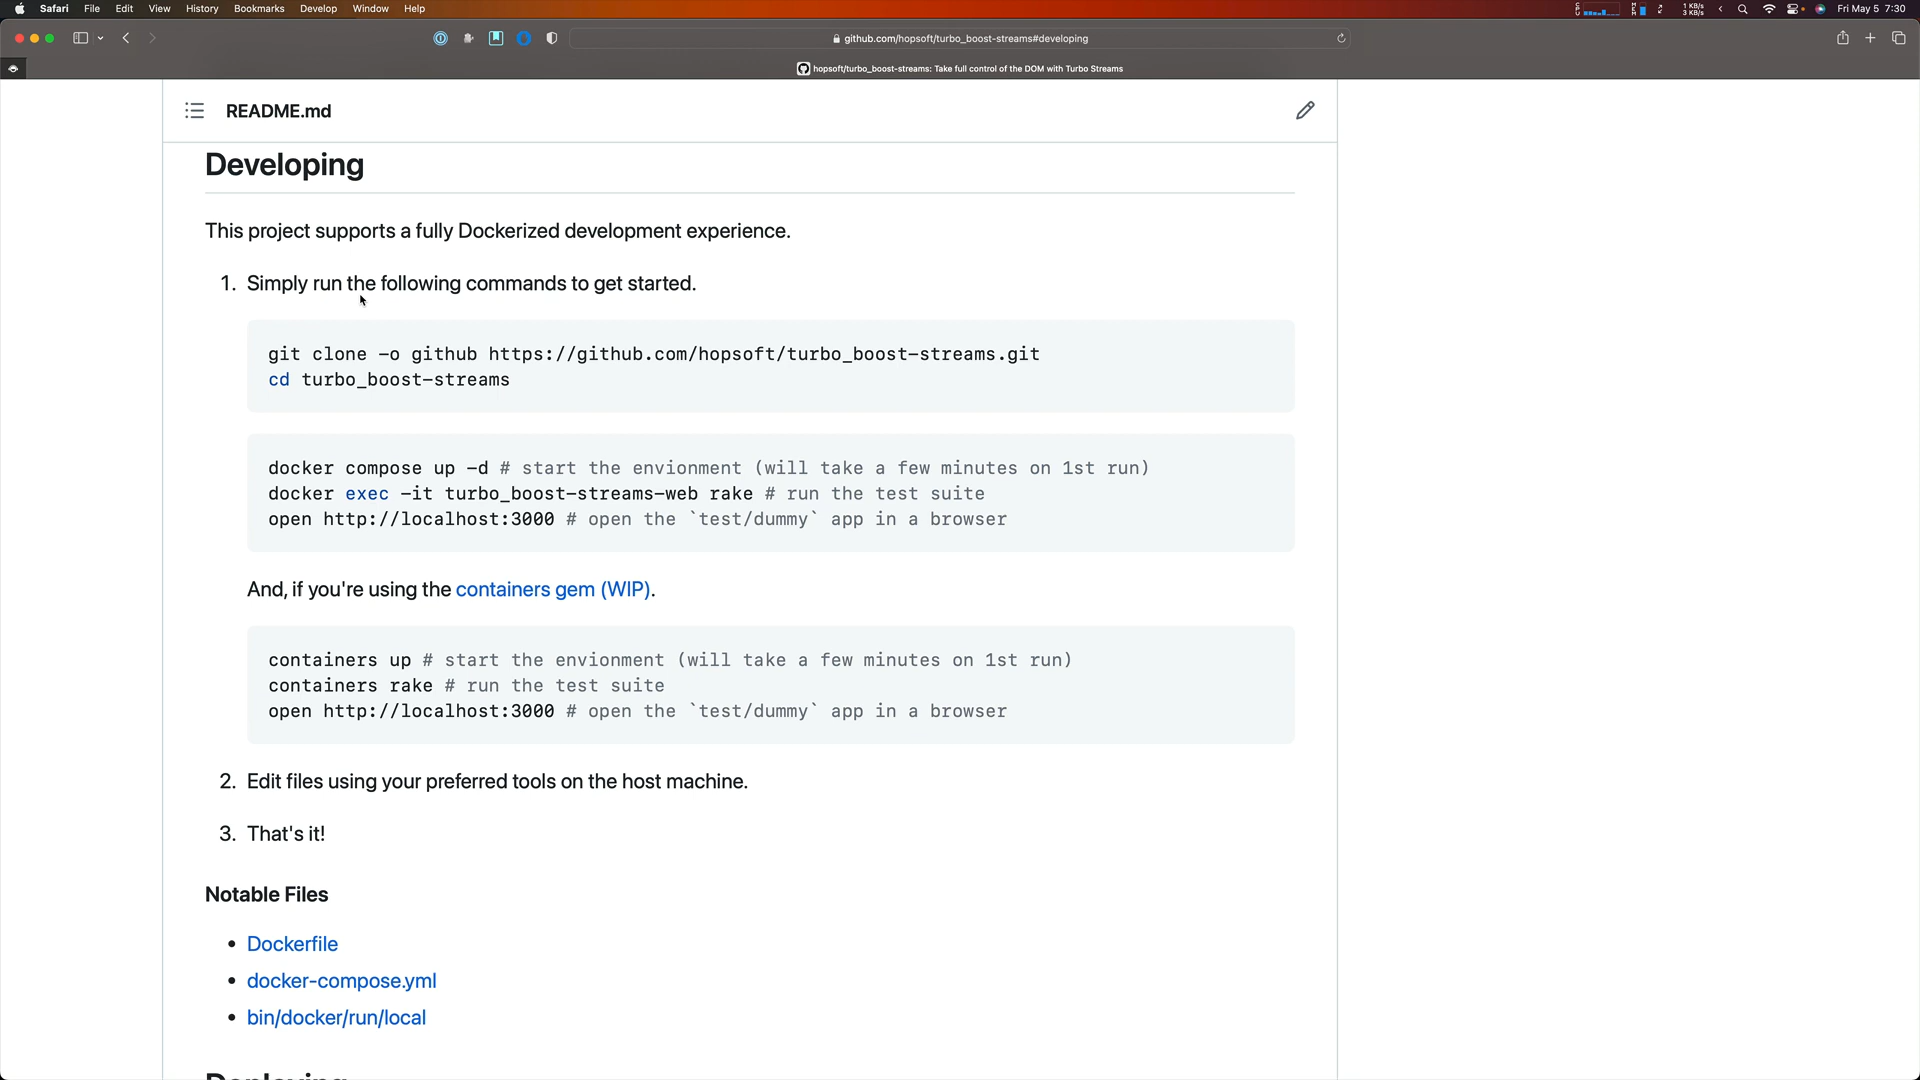 Safari File Edit View History Bookmarks Develop Window Help
1 KB/s
3 KB/s
Fri May 5 7:30
github.com/hopsoft/turbo_boost-streams#developing
hopsoft/turbo_boost-streams: Take full control of the DOM with Turbo Streams
README.md
Developing
This project supports a fully Dockerized development experience.
1. Simply run the following commands to get started.
git clone -o github https://github.com/hopsoft/turbo_boost-streams.git
cd turbo_boost-streams
docker compose up -d # start the envionment (will take a few minutes on 1st run)
docker exec -it turbo_boost-streams-web rake # run the test suite
open http://localhost:3000 # open the `test/dummy` app in a browser
And, if you're using the containers gem (WIP).
containers up # start the envionment (will take a few minutes on 1st run)
containers rake # run the test suite
open http://localhost:3000 # open the `test/dummy` app in a browser
2. Edit files using your preferred tools on the host machine.
3. That's it!
Notable Files
• Dockerfile
• docker-compose.yml
• bin/docker/run/local